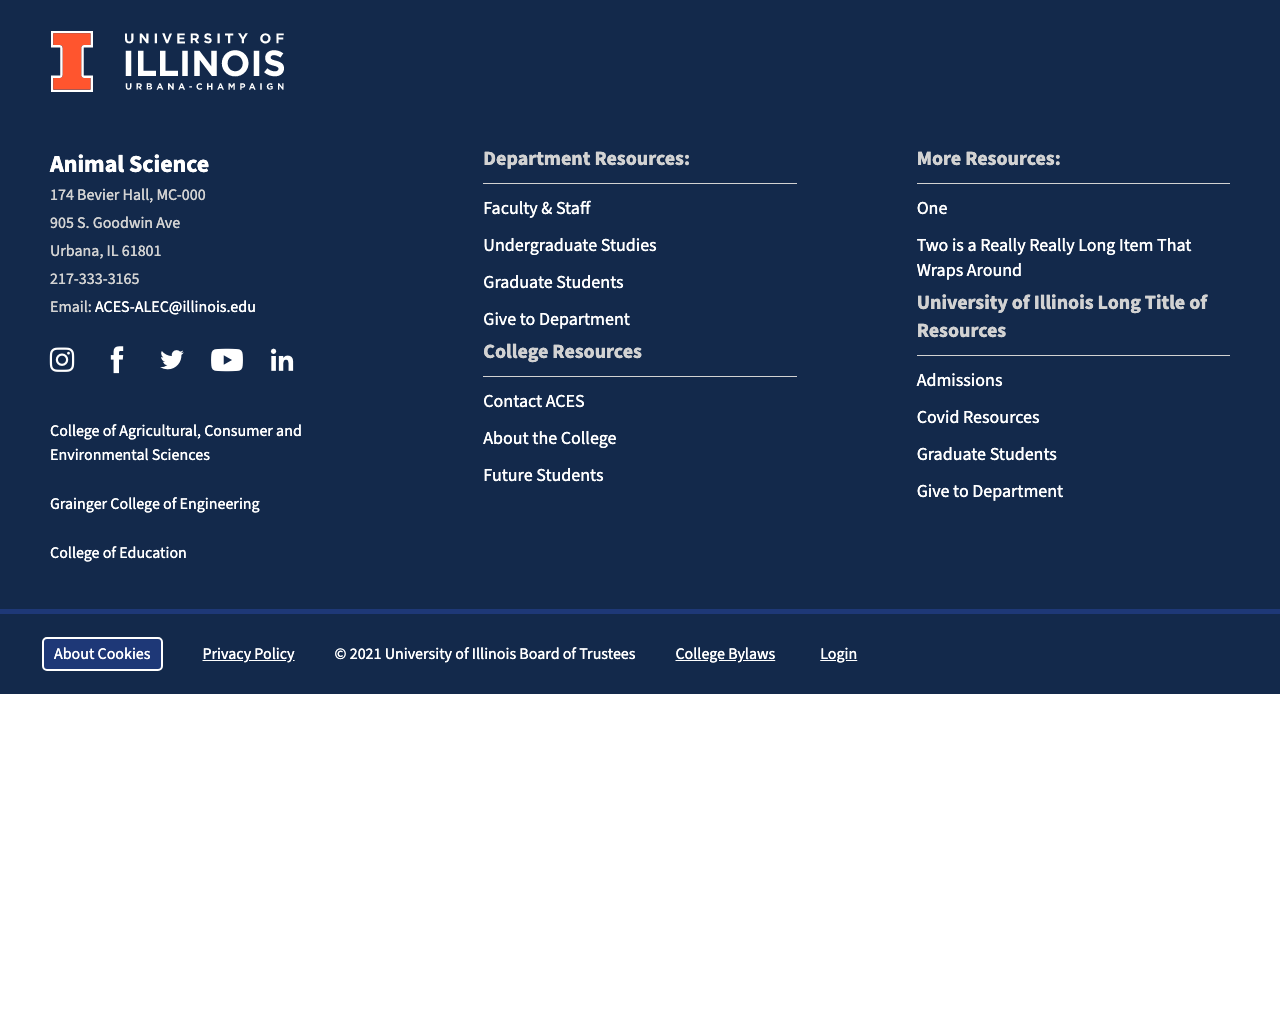 UNIVERSITY OF
ILLINOIS
URBANA-CHAMPAIGN
Animal Science
174 Bevier Hall, MC-000
905 S. Goodwin Ave
Urbana, IL 61801
217-333-3165
Email: ACES-ALEC@illinois.edu
College of Agricultural, Consumer and
Environmental Sciences
Grainger College of Engineering
College of Education
Department Resources:
Faculty & Staff
Undergraduate Studies
Graduate Students
Give to Department
College Resources
Contact ACES
About the College
Future Students
More Resources:
One
Two is a Really Really Long Item That
Wraps Around
University of Illinois Long Title of
Resources
Admissions
Covid Resources
Graduate Students
Give to Department
About Cookies
Privacy Policy
© 2021 University of Illinois Board of Trustees
College Bylaws
Login